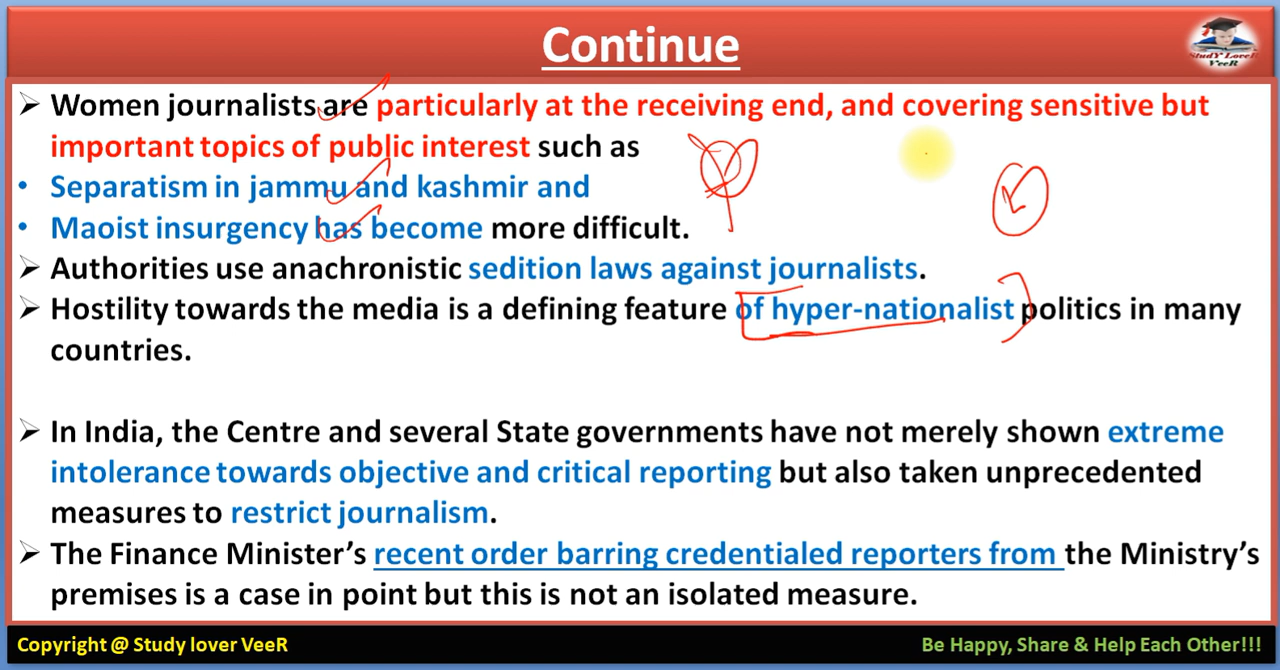 Continue
StudY LoveR
VeeR
➤ Women journalists are particularly at the receiving end, and covering sensitive but
important topics of public interest such as
• Separatism in jammu and kashmir and
• Maoist insurgency has become more difficult.
➤ Authorities use anachronistic sedition laws against journalists.
➤ Hostility towards the media is a defining feature of hyper-nationalist politics in many
countries.
➤ In India, the Centre and several State governments have not merely shown extreme
intolerance towards objective and critical reporting but also taken unprecedented
measures to restrict journalism.
➤ The Finance Minister’s recent order barring credentialed reporters from the Ministry’s
premises is a case in point but this is not an isolated measure.
Copyright @ Study lover VeeR
Be Happy, Share & Help Each Other!!!